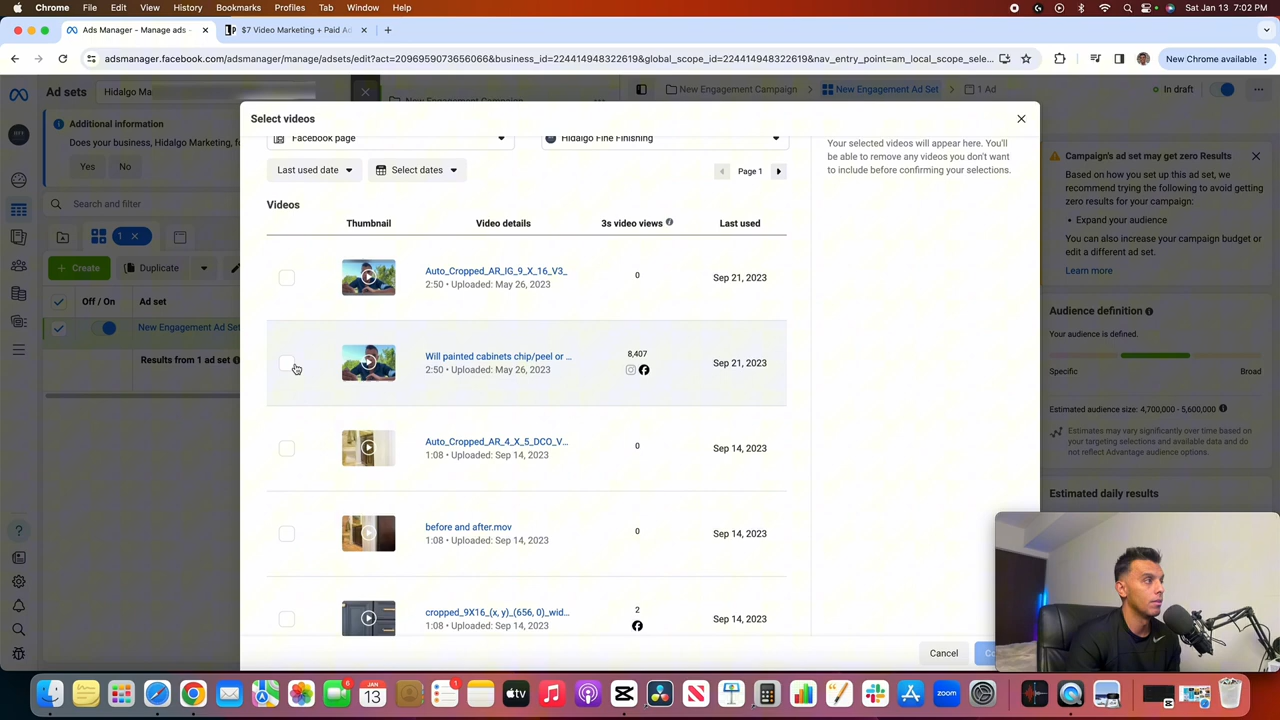 Chrome File Edit View History Bookmarks Profiles Tab Window Help
Sat Jan 13 7:02 PM
Ads Manager - Manage ads -
$7 Video Marketing + Paid Ad
adsmanager.facebook.com/adsmanager/manage/adsets/edit?act=2096959073656066&business_id=224414948322619&global_scope_id=224414948322619&nav_entry_point=am_local_scope_sele...
New Chrome available
Ad sets
Hidalgo Ma
New Engagement Campaign
New Engagement Campaign
New Engagement Ad Set
1 Ad
In draft
Additional information
Does your business, Hidalgo Marketing, fo
Yes
No
Search and filter
1
Create
Duplicate
Off / On
Ad set
New Engagement Ad Set
Results from 1 ad set
Select videos
Facebook page
Hidalgo Fine Finishing
Last used date
Select dates
Page 1
Videos
Thumbnail
Video details
3s video views
Last used
Auto_Cropped_AR_IG_9_X_16_V3_
2:50 • Uploaded: May 26, 2023
0
Sep 21, 2023
Will painted cabinets chip/peel or ...
2:50 • Uploaded: May 26, 2023
8,407
Sep 21, 2023
Auto_Cropped_AR_4_X_5_DCO_V...
1:08 • Uploaded: Sep 14, 2023
0
Sep 14, 2023
before and after.mov
1:08 • Uploaded: Sep 14, 2023
0
Sep 14, 2023
cropped_9X16_(x, y)_(656, 0)_wid...
1:08 • Uploaded: Sep 14, 2023
2
Sep 14, 2023
Your selected videos will appear here. You'll
be able to remove any videos you don't want
to include before confirming your selections.
Cancel
Campaign's ad set may get zero Results
Based on how you set up this ad set, we
recommend trying the following to avoid getting
zero results for your campaign:
• Expand your audience
You can also increase your campaign budget or
edit a different ad set.
Learn more
Audience definition
Your audience is defined.
Specific
Broad
Estimated audience size: 4,700,000 - 5,600,000
Estimates may vary significantly over time based on
your targeting selections and available data and do
not reflect Advantage audience options.
Estimated daily results
JAN
13
6
1
tv
zoom